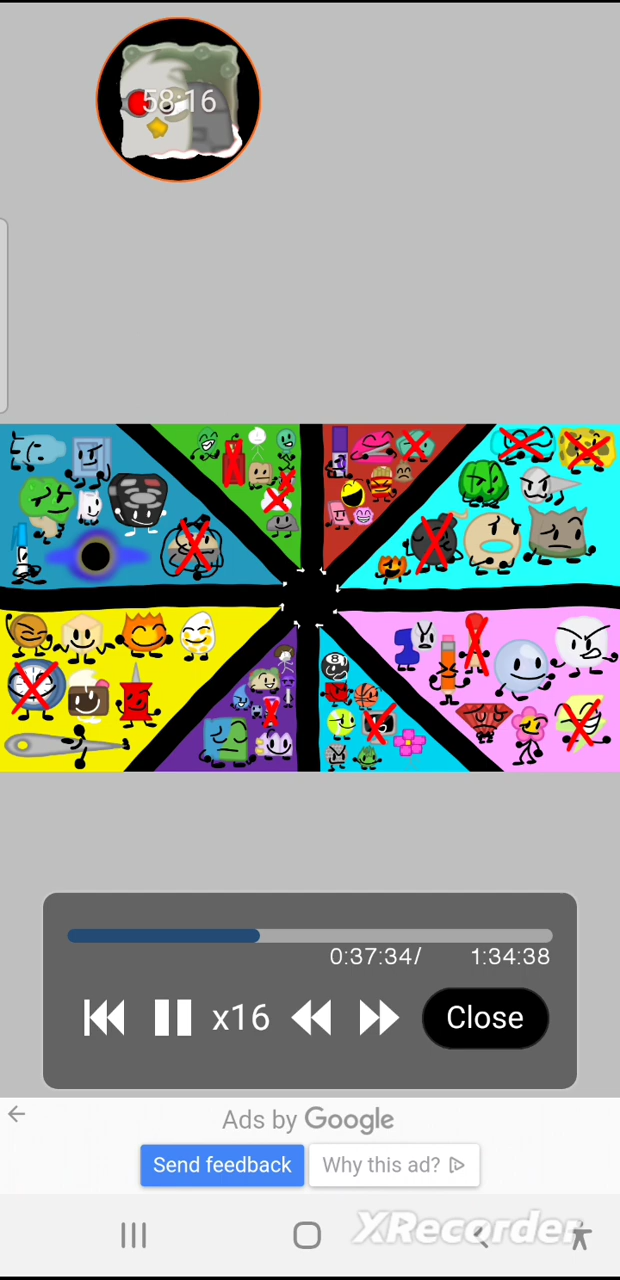 58:16
0:37:34/ 1:34:38
x16 Close
Ads by Google
Send feedback Why this ad?
XRecorder